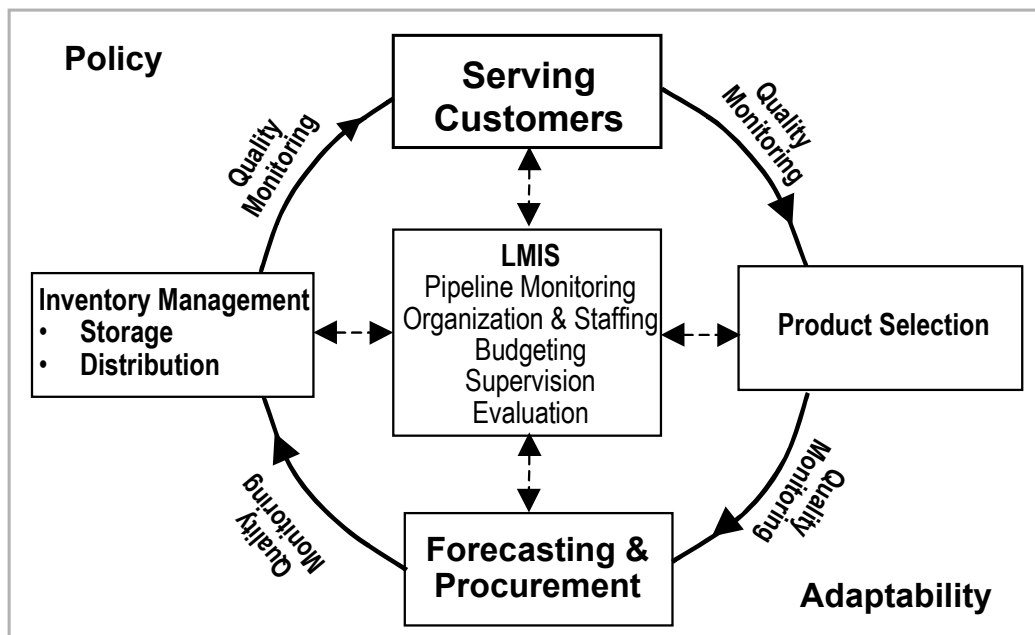 Policy
Serving
Customers
Quality
Monitoring
Quality
Monitoring
LMIS
Pipeline Monitoring
Organization & Staffing
Budgeting
Supervision
Evaluation
Inventory Management
• Storage
• Distribution
Product Selection
Quality
Monitoring
Quality
Monitoring
Forecasting &
Procurement
Adaptability